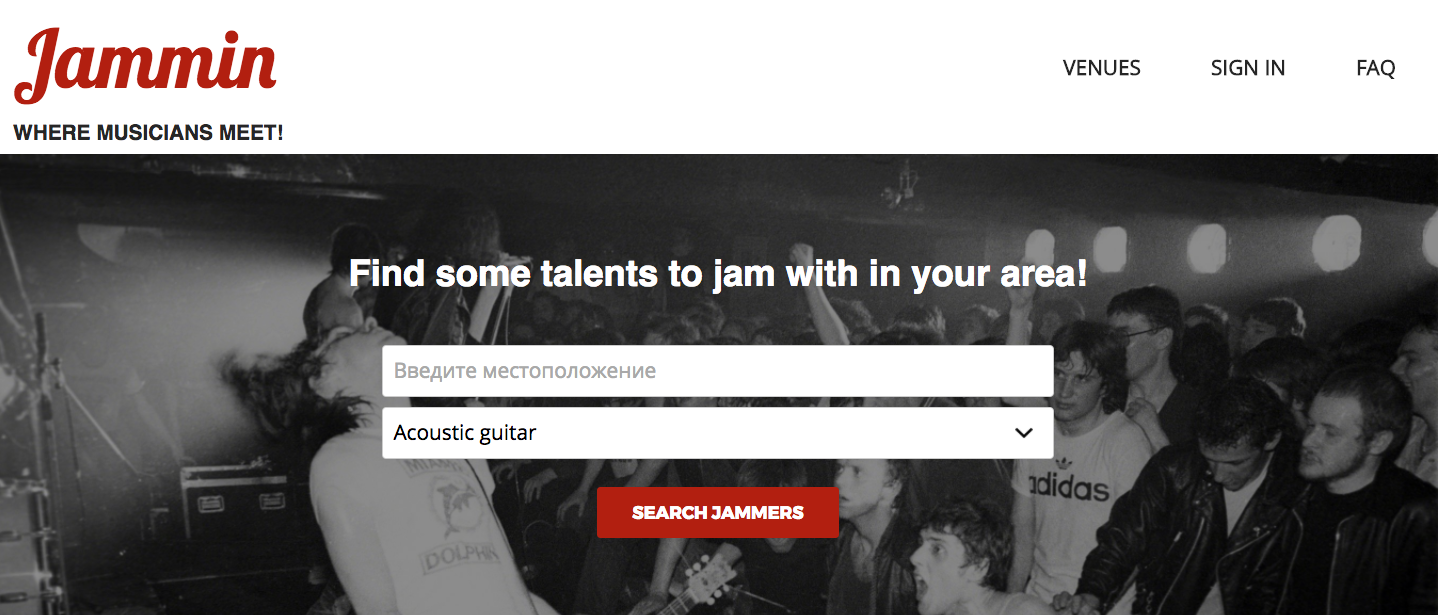 Jammin
WHERE MUSICIANS MEET!
VENUES
SIGN IN
FAQ
Find some talents to jam with in your area!
Введите местоположение
Acoustic guitar
SEARCH JAMMERS
MIAMI
DOLPHIN
adidas